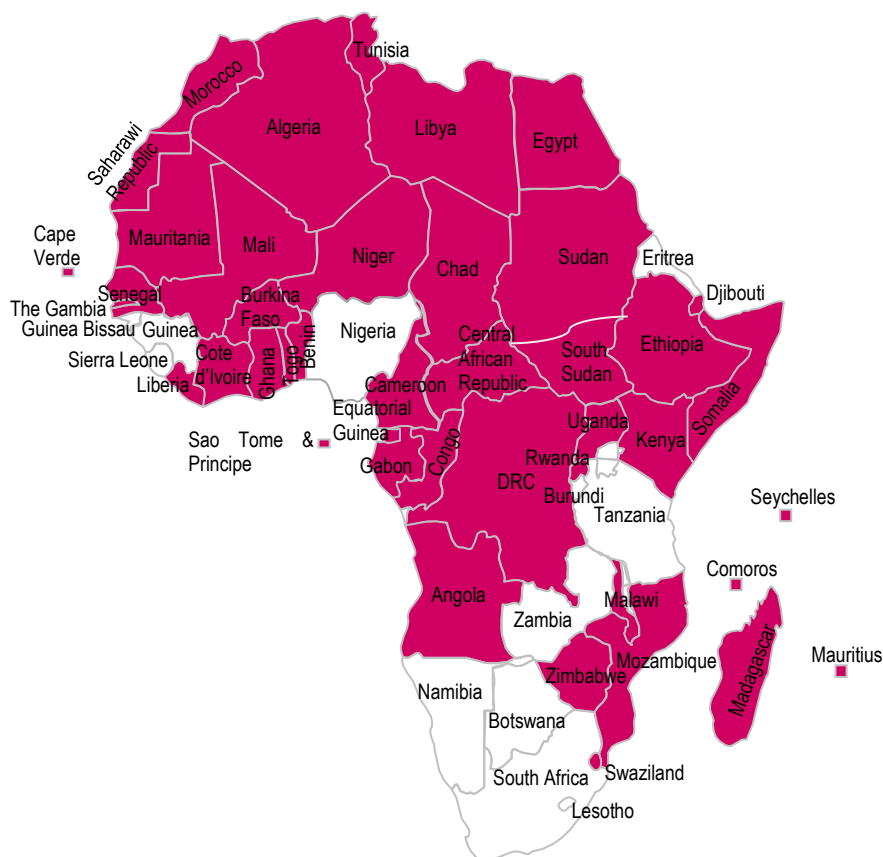 Tunisia
Morocco
Algeria
Libya
Egypt
Saharawi
Republic
Cape
Verde
Mauritania
Mali
Niger
Chad
Sudan
Eritrea
Djibouti
Senegal
The Gambia
Guinea Bissau
Guinea
Burkina
Faso
Nigeria
Benin
Togo
Ghana
Cote
d'Ivoire
Sierra Leone
Liberia
Central
African
Republic
South
Sudan
Ethiopia
Somalia
Cameroon
Equatorial
Guinea
Sao Tome &
Principe
Gabon
Congo
DRC
Uganda
Kenya
Rwanda
Burundi
Tanzania
Seychelles
Comoros
Angola
Zambia
Malawi
Mozambique
Zimbabwe
Madagascar
Mauritius
Namibia
Botswana
South Africa
Swaziland
Lesotho